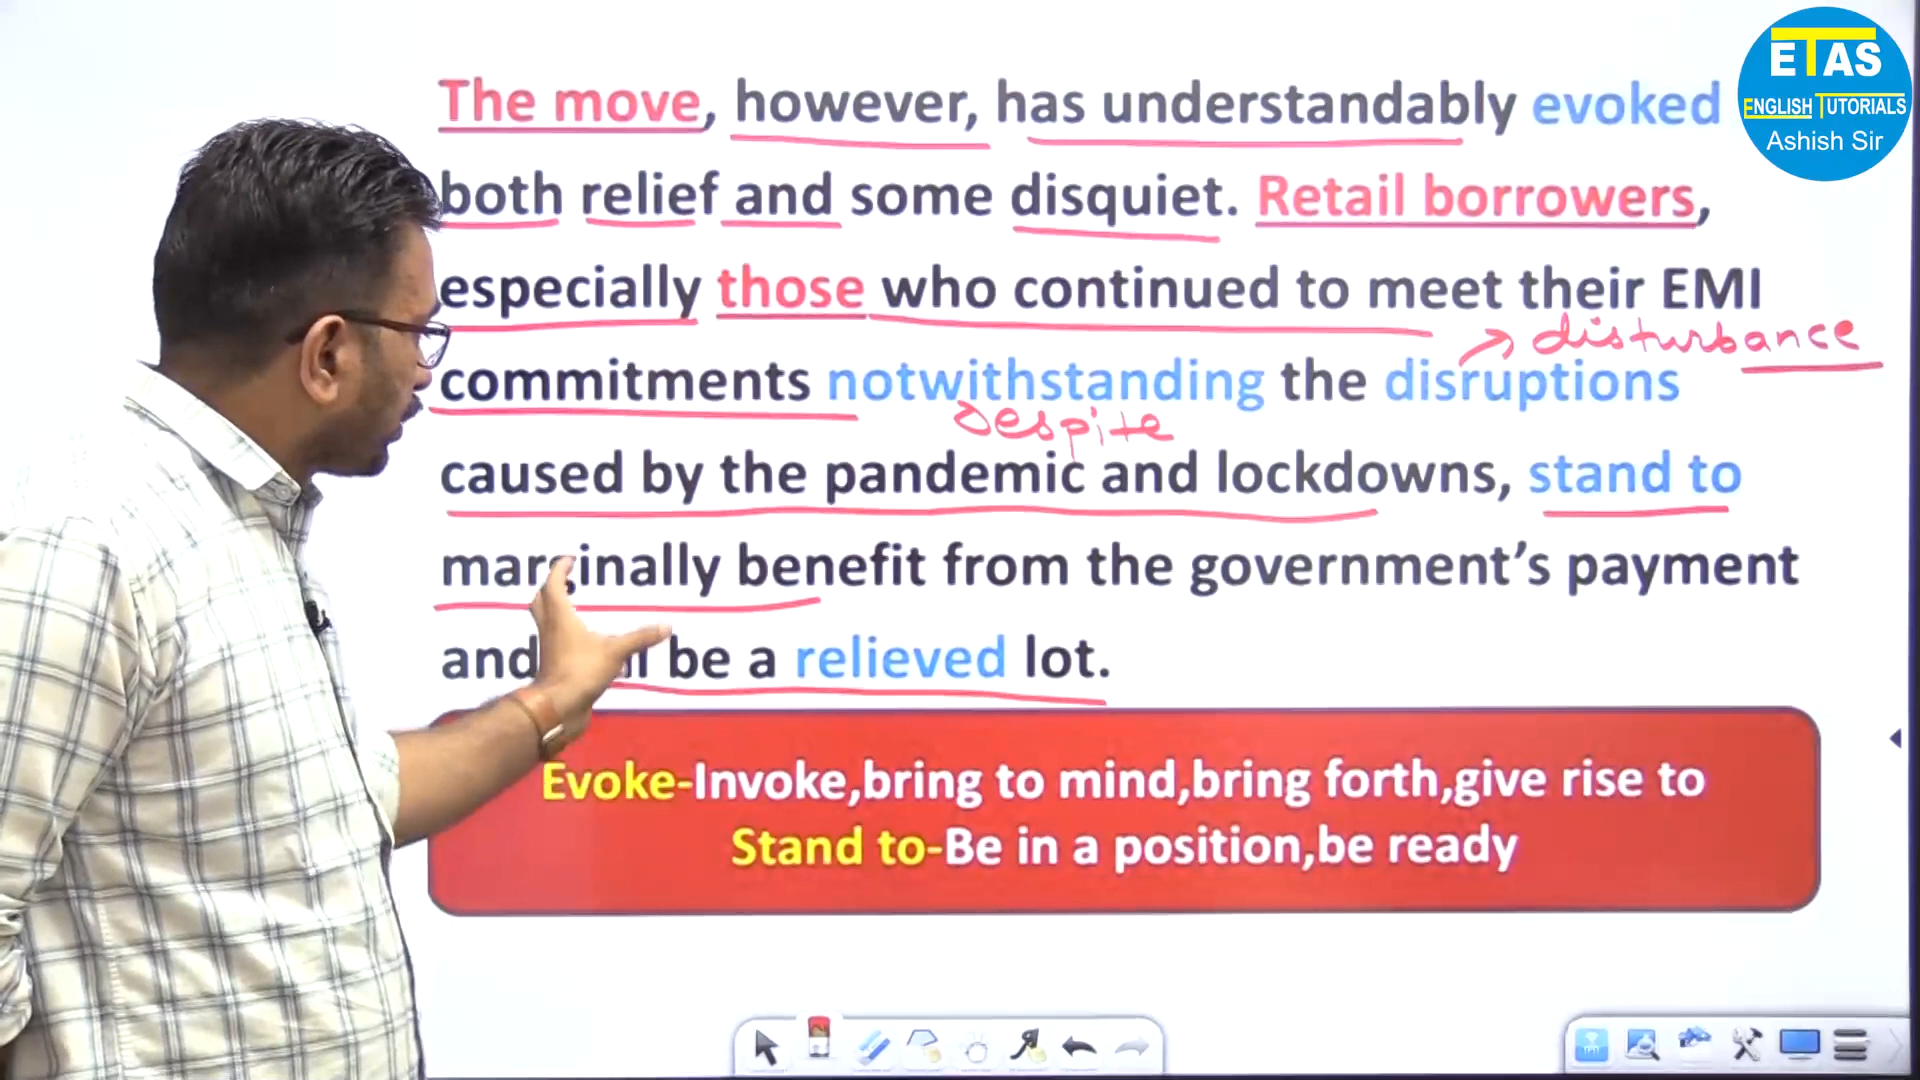 The move, however, has understandably evoked
both relief and some disquiet. Retail borrowers,
especially those who continued to meet their EMI
disturbance
commitments notwithstanding the disruptions
despite
caused by the pandemic and lockdowns, stand to
marginally benefit from the government’s payment
and be a relieved lot.
Evoke-Invoke,bring to mind,bring forth,give rise to
Stand to-Be in a position,be ready
ETAS
ENGLISH TUTORIALS
Ashish Sir